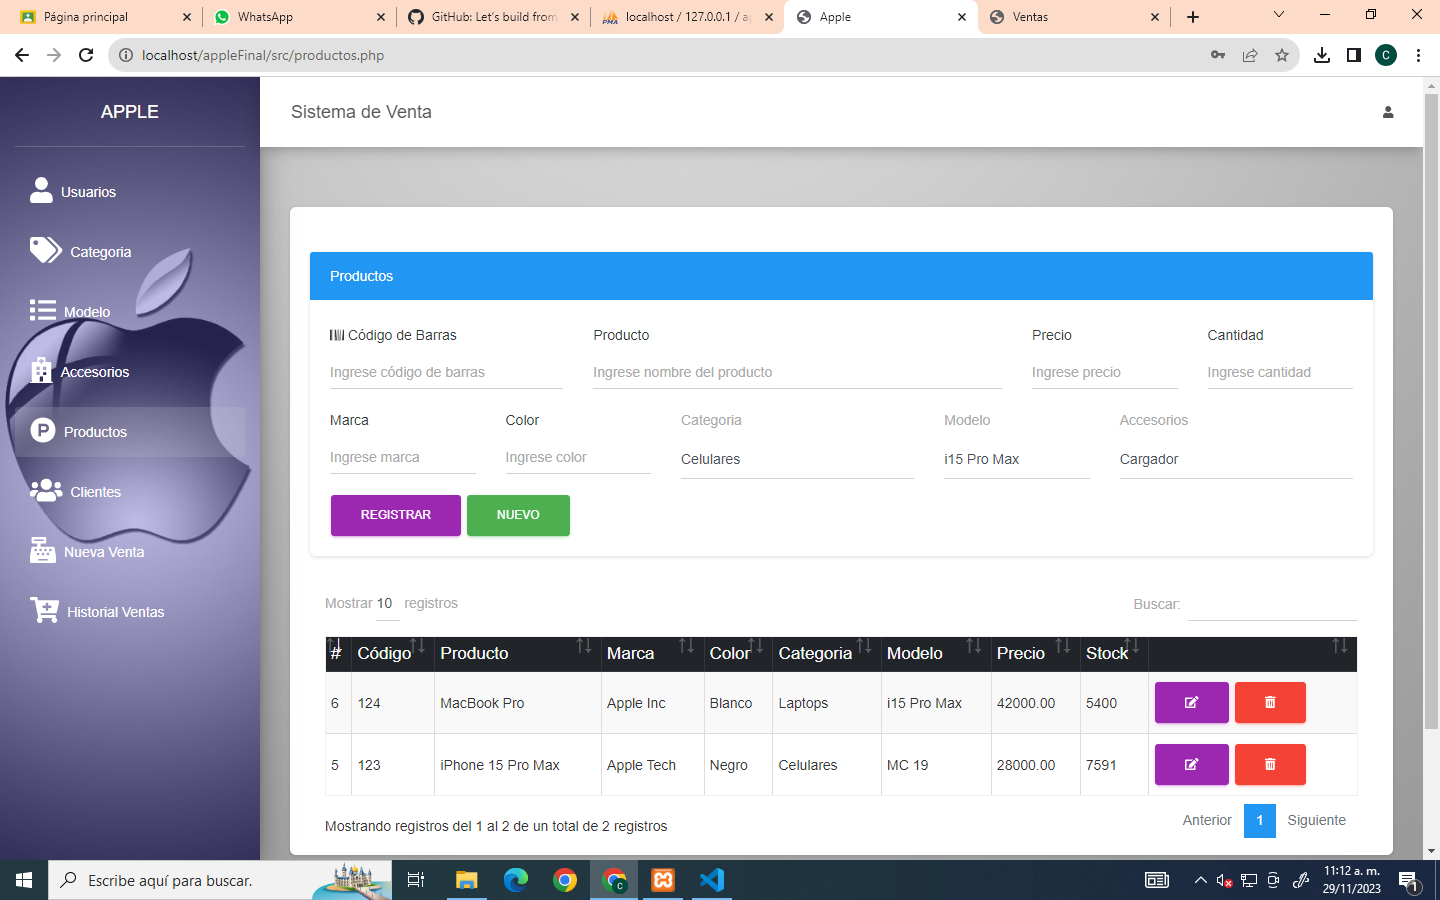 Página principal
WhatsApp
GitHub: Let's build from
localhost / 127.0.0.1 / a
Apple
Ventas
localhost/appleFinal/src/productos.php
C
APPLE
Sistema de Venta
Usuarios
Categoria
Modelo
Accesorios
Productos
Clientes
Nueva Venta
Historial Ventas
Productos
Código de Barras Producto Precio Cantidad
Ingrese código de barras Ingrese nombre del producto Ingrese precio Ingrese cantidad
Marca Color Categoria Modelo Accesorios
Ingrese marca Ingrese color Celulares i15 Pro Max Cargador
REGISTRAR NUEVO
Mostrar 10 registros Buscar:
# Código Producto Marca Color Categoria Modelo Precio Stock
6 124 MacBook Pro Apple Inc Blanco Laptops i15 Pro Max 42000.00 5400
5 123 iPhone 15 Pro Max Apple Tech Negro Celulares MC 19 28000.00 7591
Mostrando registros del 1 al 2 de un total de 2 registros
Anterior 1 Siguiente
Escribe aquí para buscar.
11:12 a. m.
29/11/2023
1